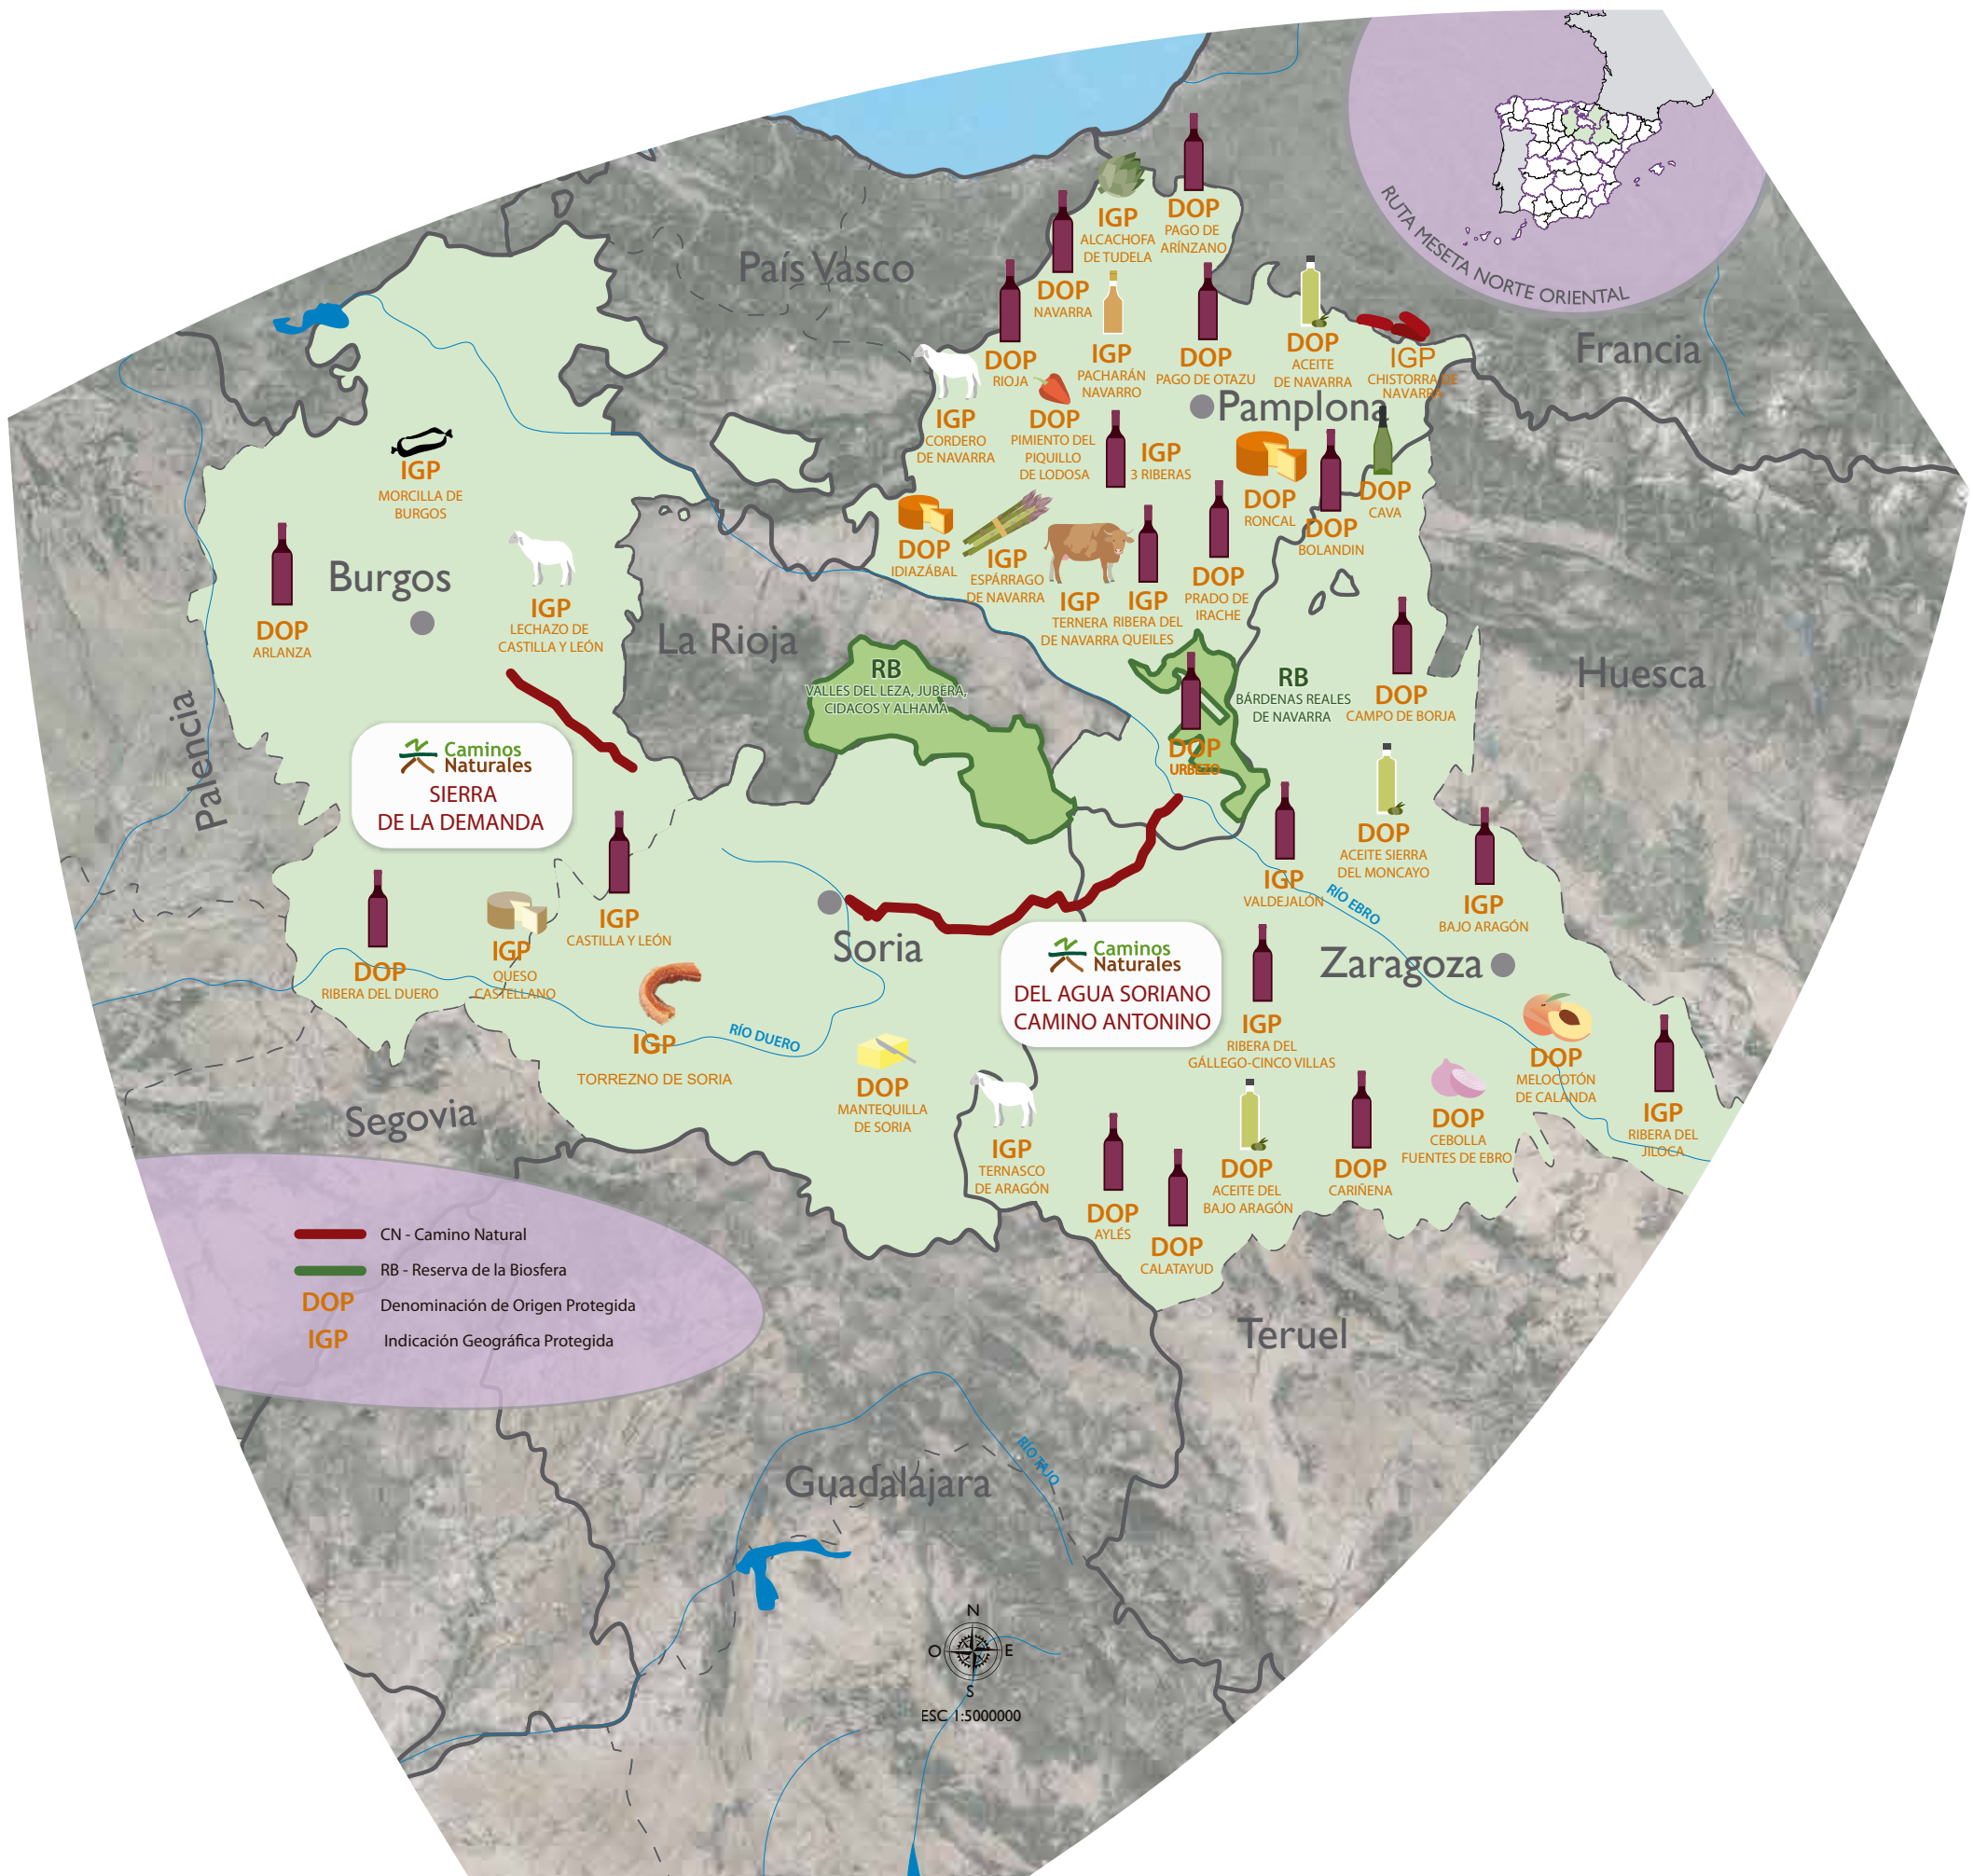 RUTA MESETA NORTE ORIENTAL
País Vasco
Francia
IGP
ALCACHOFA
DE TUDELA
DOP
PAGO DE
ARÍNZANO
DOP
NAVARRA
DOP
RIOJA
IGP
PACHARÁN
NAVARRO
DOP
PAGO DE OTAZU
DOP
ACEITE
DE NAVARRA
IGP
CHISTORRA DE
NAVARRA
Pamplona
IGP
CORDERO
DE NAVARRA
DOP
PIMIENTO DEL
PIQUILLO
DE LODOSA
IGP
3 RIBERAS
DOP
RONCAL
DOP
BOLANDIN
DOP
CAVA
IGP
MORCILLA DE
BURGOS
Burgos
DOP
ARLANZA
IGP
LECHAZO DE
CASTILLA Y LEÓN
DOP
IDIAZÁBAL
IGP
ESPÁRRAGO
DE NAVARRA
IGP
TERNERA
DE NAVARRA
IGP
RIBERA DEL
QUEILES
DOP
PRADO DE
IRACHE
La Rioja
RB
VALLES DEL LEZA, JUBERA,
CIDACOS Y ALHAMA
RB
BÁRDENAS REALES
DE NAVARRA
DOP
CAMPO DE BORJA
Huesca
Palencia
DOP
URBEZO
Caminos
Naturales
SIERRA
DE LA DEMANDA
DOP
ACEITE SIERRA
DEL MONCAYO
IGP
VALDEJALÓN
RÍO EBRO
IGP
BAJO ARAGÓN
DOP
RIBERA DEL DUERO
IGP
QUESO
CASTELLANO
IGP
CASTILLA Y LEÓN
Soria
Caminos
Naturales
DEL AGUA SORIANO
CAMINO ANTONINO
Zaragoza
IGP
TORREZNO DE SORIA
RÍO DUERO
DOP
MANTEQUILLA
DE SORIA
IGP
RIBERA DEL
GÁLLEGO-CINCO VILLAS
DOP
MELOCOTÓN
DE CALANDA
IGP
RIBERA DEL
JILOCA
Segovia
IGP
TERNASCO
DE ARAGÓN
DOP
AYLÉS
DOP
CALATAYUD
DOP
ACEITE DEL
BAJO ARAGÓN
DOP
CARIÑENA
DOP
CEBOLLA
FUENTES DE EBRO
CN - Camino Natural
RB - Reserva de la Biosfera
DOP Denominación de Origen Protegida
IGP Indicación Geográfica Protegida
Teruel
Guadalajara
RÍO TAJO
N
O
E
S
ESC 1:5000000